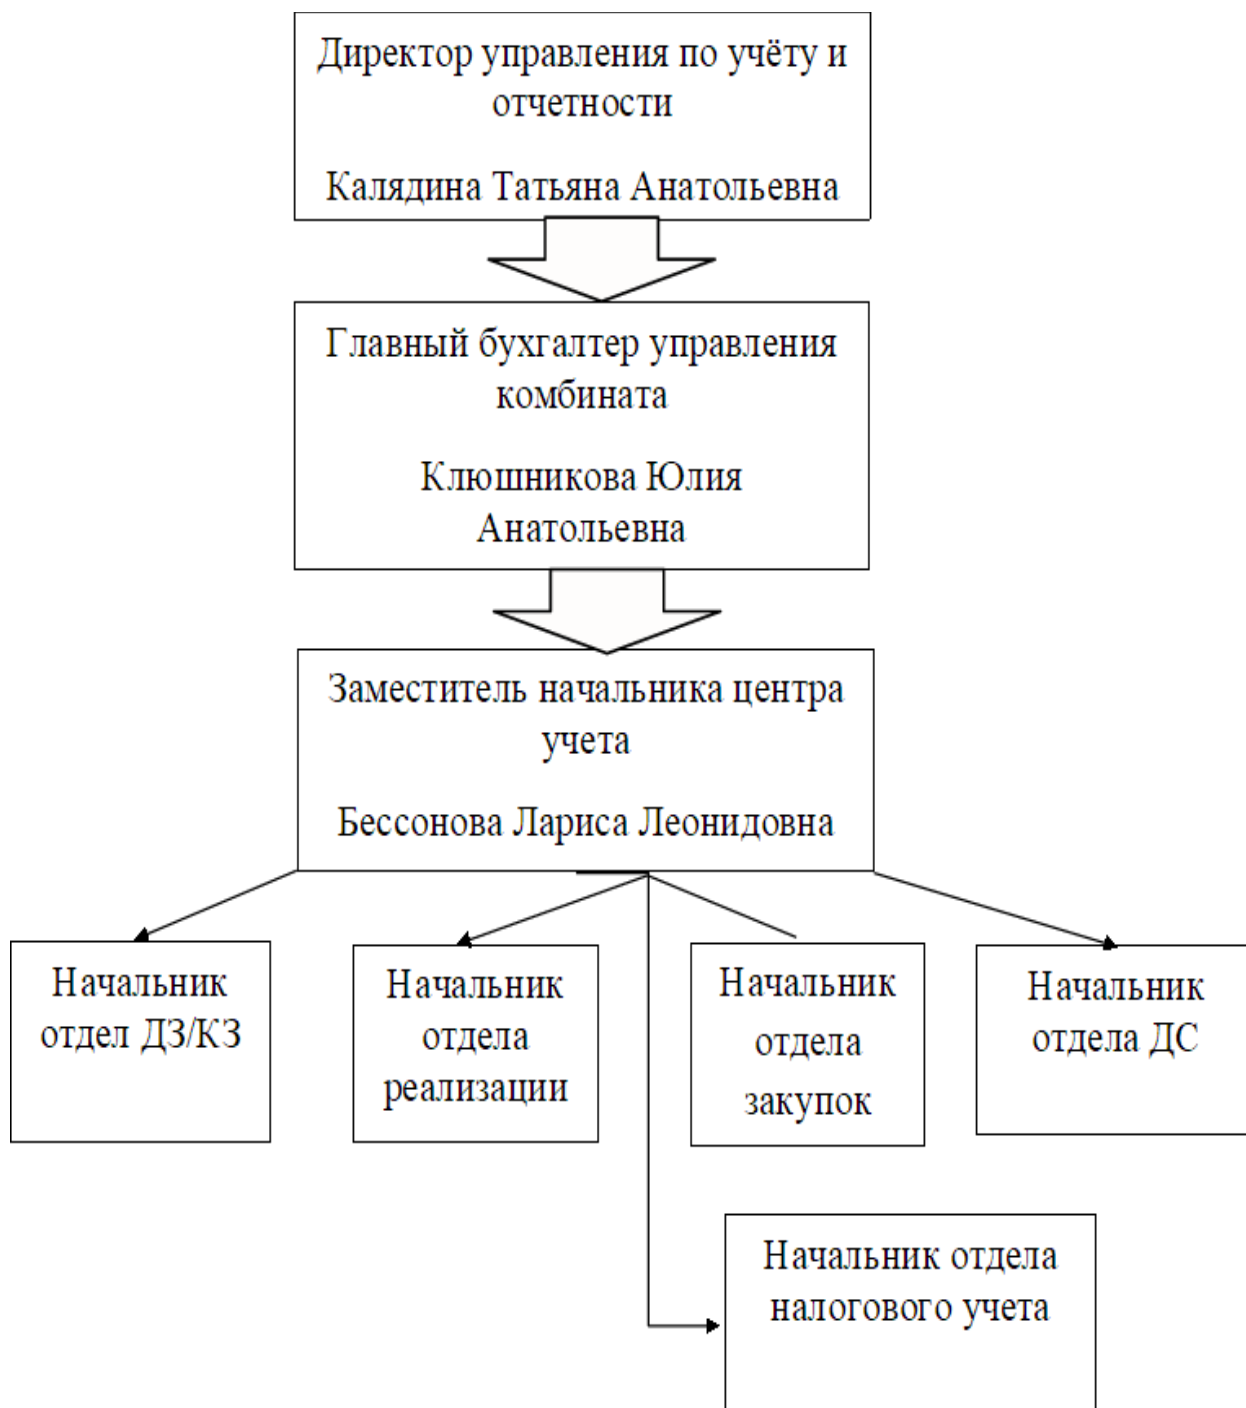 Директор управления по учёту и
отчетности
Калядина Татьяна Анатольевна
Главный бухгалтер управления
комбината
Клюшникова Юлия
Анатольевна
Заместитель начальника центра
учета
Бессонова Лариса Леонидовна
Начальник
отдел ДЗ/КЗ
Начальник
отдела
реализации
Начальник
отдела
закупок
Начальник
отдела ДС
Начальник отдела
налогового учета